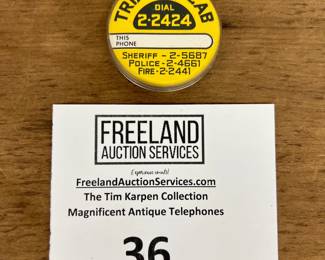 CAB
DIAL
2-2424
THIS
PHONE
SHERIFF - 2-5687
POLICE - 2-4661
FIRE - 2-2441
FREELAND
AUCTION SERVICES
FreelandAuctionServices.com
The Tim Karpen Collection
Magnificent Antique Telephones
36